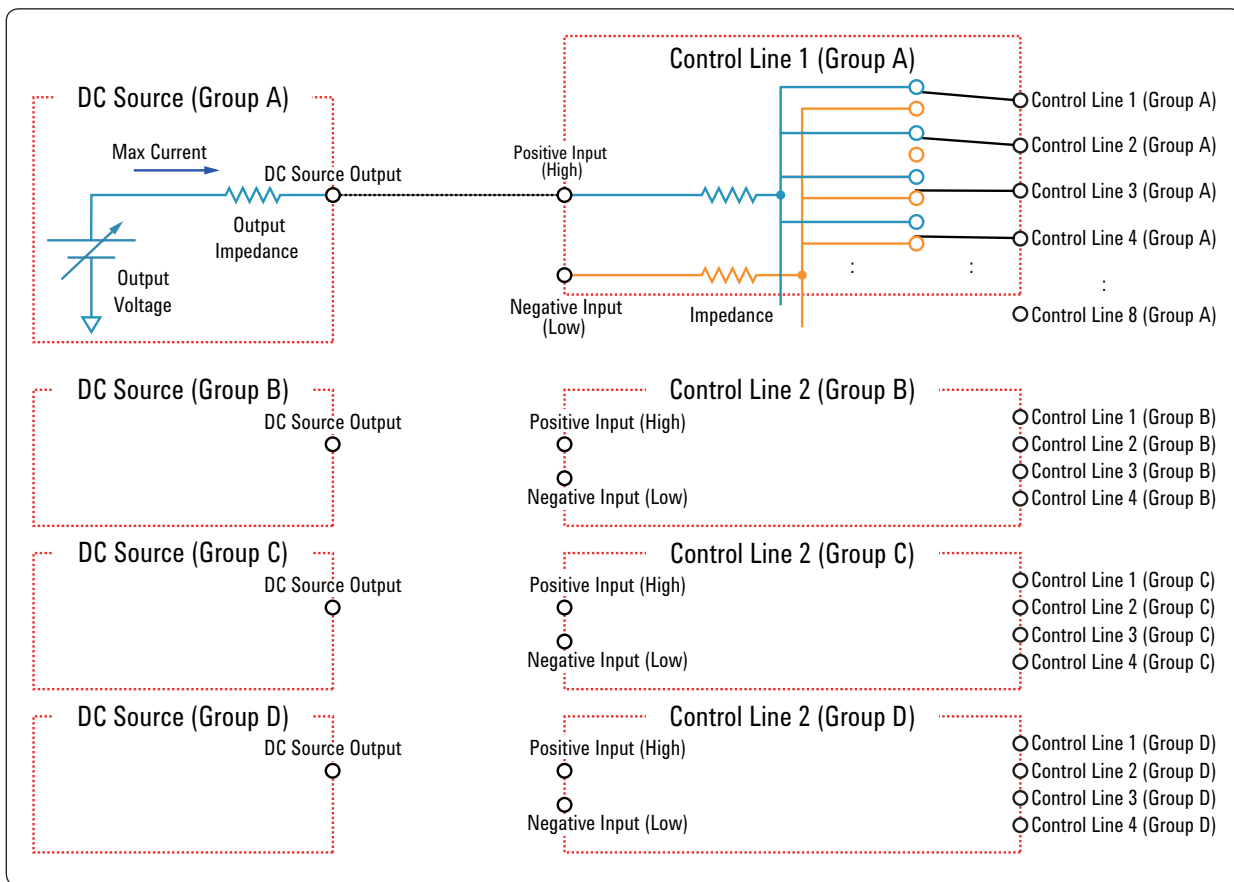 Control Line 1 (Group A)
DC Source (Group A)
Max Current
DC Source Output
Output
Impedance
Output
Voltage
Positive Input
(High)
Negative Input
(Low)
Impedance
Control Line 1 (Group A)
Control Line 2 (Group A)
Control Line 3 (Group A)
Control Line 4 (Group A)
:
:
:
Control Line 8 (Group A)
DC Source (Group B)
DC Source Output
Control Line 2 (Group B)
Positive Input (High)
Negative Input (Low)
Control Line 1 (Group B)
Control Line 2 (Group B)
Control Line 3 (Group B)
Control Line 4 (Group B)
DC Source (Group C)
DC Source Output
Control Line 2 (Group C)
Positive Input (High)
Negative Input (Low)
Control Line 1 (Group C)
Control Line 2 (Group C)
Control Line 3 (Group C)
Control Line 4 (Group C)
DC Source (Group D)
DC Source Output
Control Line 2 (Group D)
Positive Input (High)
Negative Input (Low)
Control Line 1 (Group D)
Control Line 2 (Group D)
Control Line 3 (Group D)
Control Line 4 (Group D)